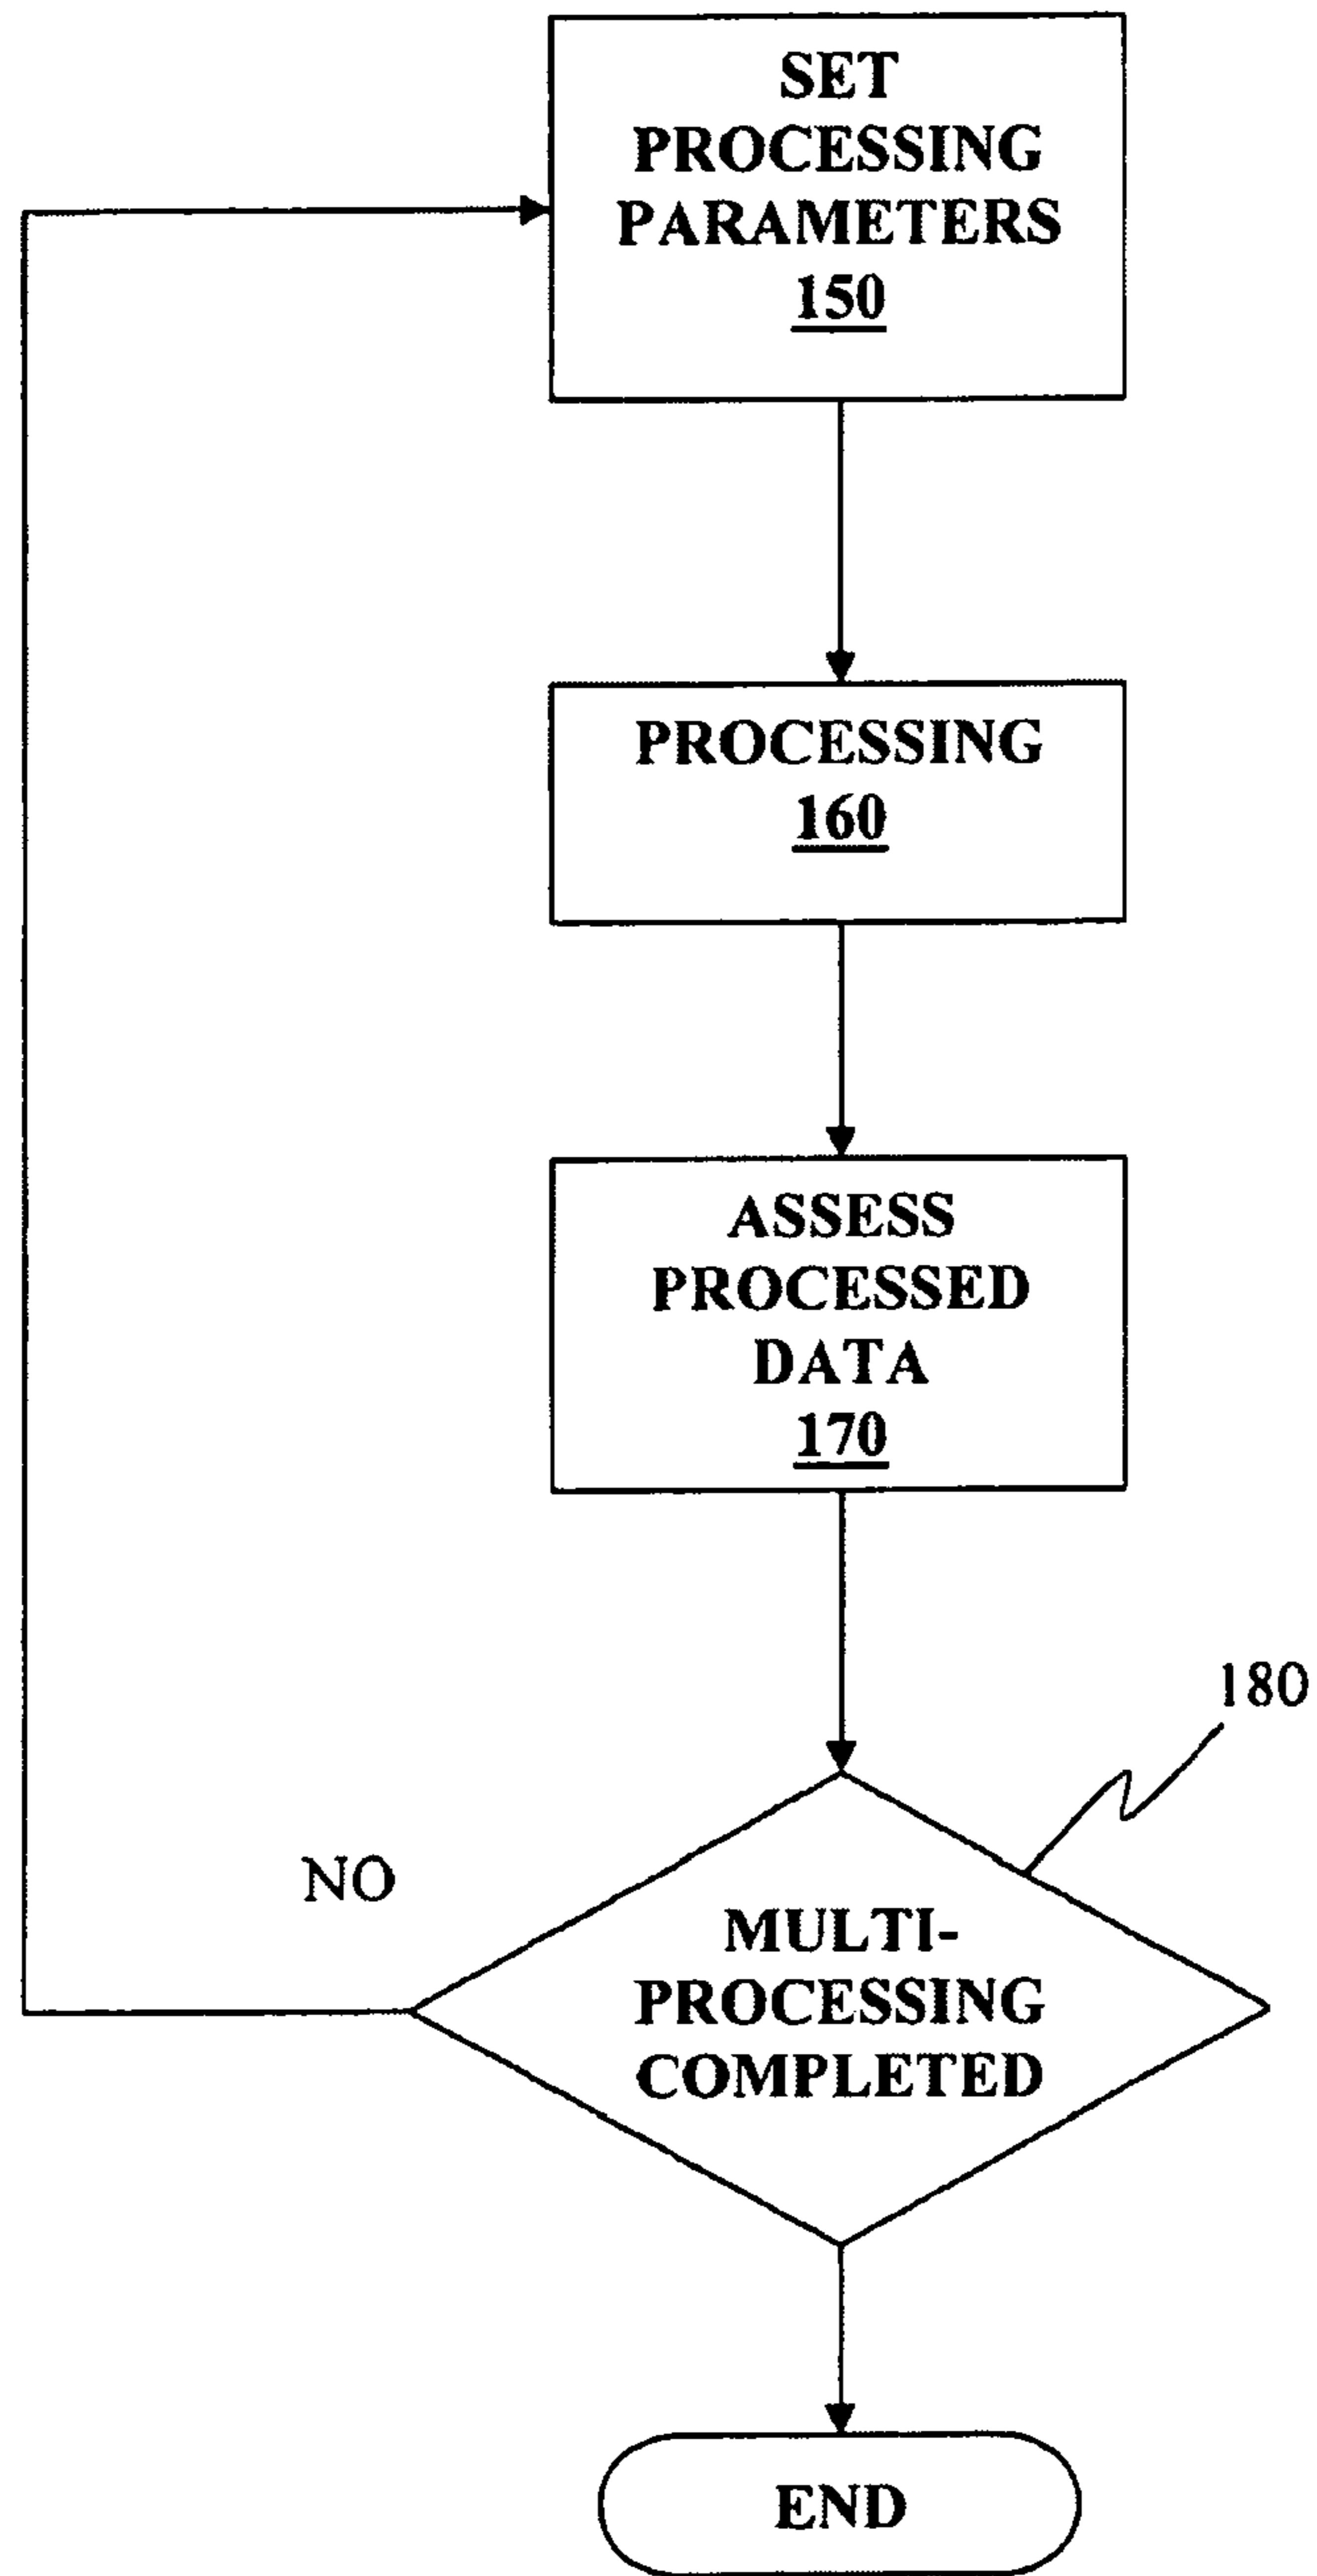 SET
PROCESSING
PARAMETERS
150
PROCESSING
160
ASSESS
PROCESSED
DATA
170
180
NO
MULTI-
PROCESSING
COMPLETED
END